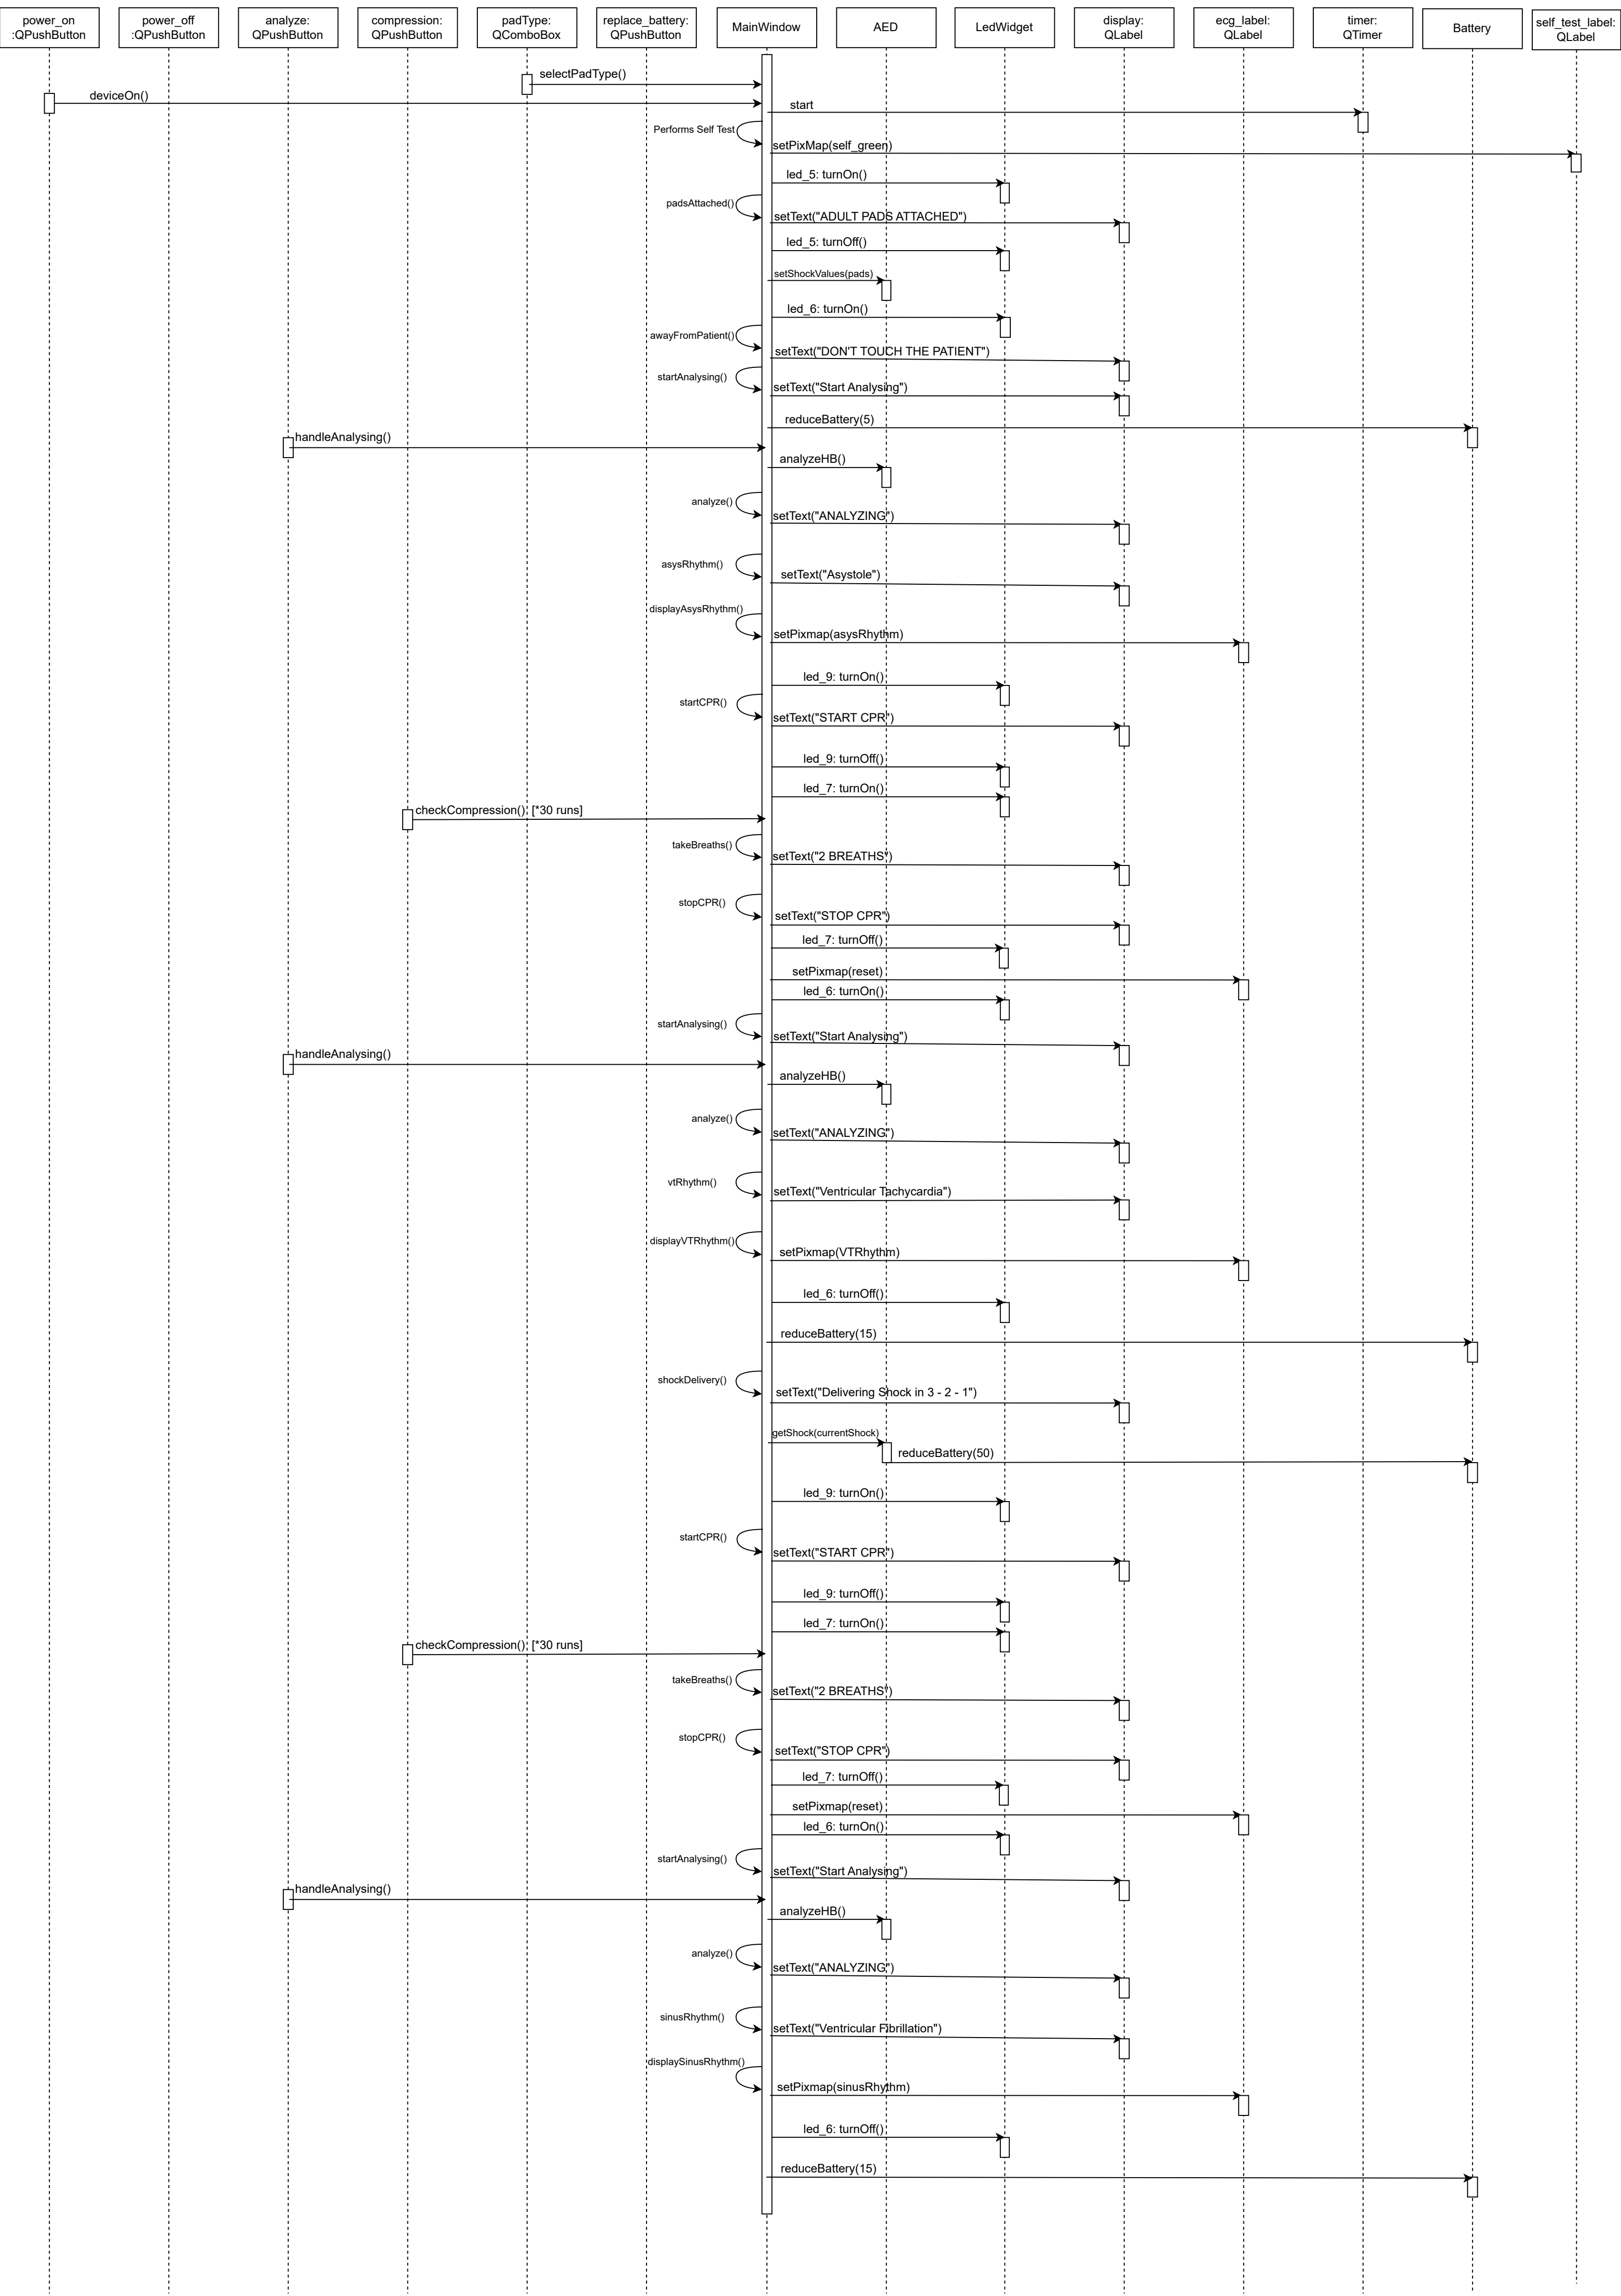 power_on
:QPushButton
power_off
:QPushButton
analyze:
QPushButton
compression:
QPushButton
padType:
QComboBox
replace_battery:
QPushButton
MainWindow
AED
LedWidget
display:
QLabel
ecg_label:
QLabel
timer:
QTimer
Battery
self_test_label:
QLabel
selectPadType()
deviceOn()
start
Performs Self Test
setPixMap(self_green)
led_5: turnOn()
padsAttached()
setText("ADULT PADS ATTACHED")
led_5: turnOff()
setShockValues(pads)
led_6: turnOn()
awayFromPatient()
setText("DON'T TOUCH THE PATIENT")
startAnalysing()
setText("Start Analysing")
reduceBattery(5)
handleAnalysing()
analyzeHB()
analyze()
setText("ANALYZING")
asysRhythm()
setText("Asystole")
displayAsysRhythm()
setPixmap(asysRhythm)
led_9: turnOn()
startCPR()
setText("START CPR")
led_9: turnOff()
led_7: turnOn()
checkCompression() [*30 runs]
takeBreaths()
setText("2 BREATHS")
stopCPR()
setText("STOP CPR")
led_7: turnOff()
setPixmap(reset)
led_6: turnOn()
startAnalysing()
setText("Start Analysing")
handleAnalysing()
analyzeHB()
analyze()
setText("ANALYZING")
vtRhythm()
setText("Ventricular Tachycardia")
displayVTRhythm()
setPixmap(VTRhythm)
led_6: turnOff()
reduceBattery(15)
shockDelivery()
setText("Delivering Shock in 3 - 2 - 1")
getShock(currentShock)
reduceBattery(50)
led_9: turnOn()
startCPR()
setText("START CPR")
led_9: turnOff()
led_7: turnOn()
checkCompression() [*30 runs]
takeBreaths()
setText("2 BREATHS")
stopCPR()
setText("STOP CPR")
led_7: turnOff()
setPixmap(reset)
led_6: turnOn()
startAnalysing()
setText("Start Analysing")
handleAnalysing()
analyzeHB()
analyze()
setText("ANALYZING")
sinusRhythm()
setText("Ventricular Fibrillation")
displaySinusRhythm()
setPixmap(sinusRhythm)
led_6: turnOff()
reduceBattery(15)